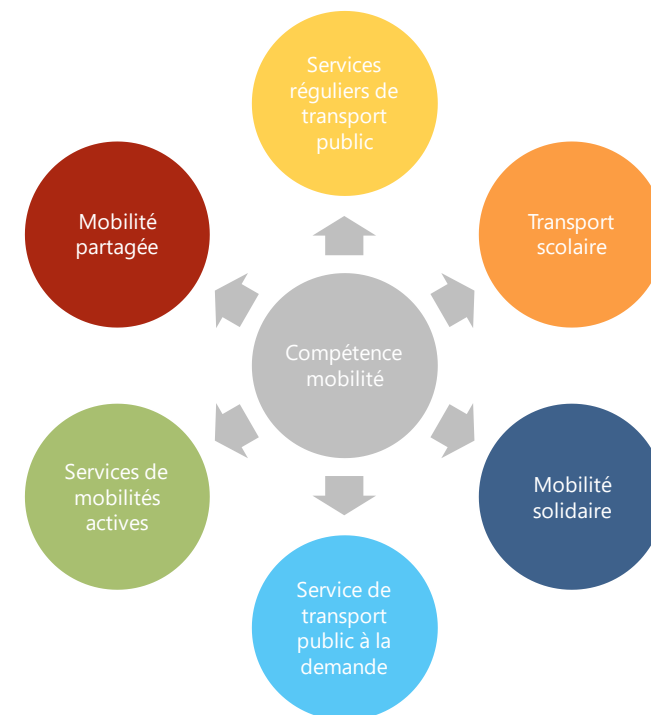 Services
réguliers de
transport
public
Mobilité
partagée
Transport
scolaire
Compétence
mobilité
Services de
mobilités
actives
Mobilité
solidaire
Service de
transport
public à la
demande